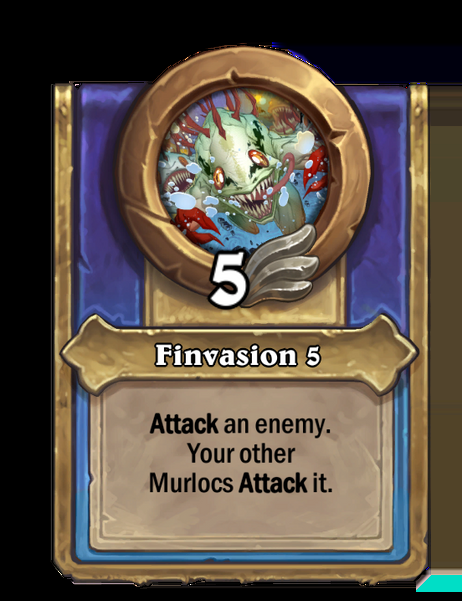 5
Finvasion 5
Attack an enemy.
Your other
Murlocs Attack it.